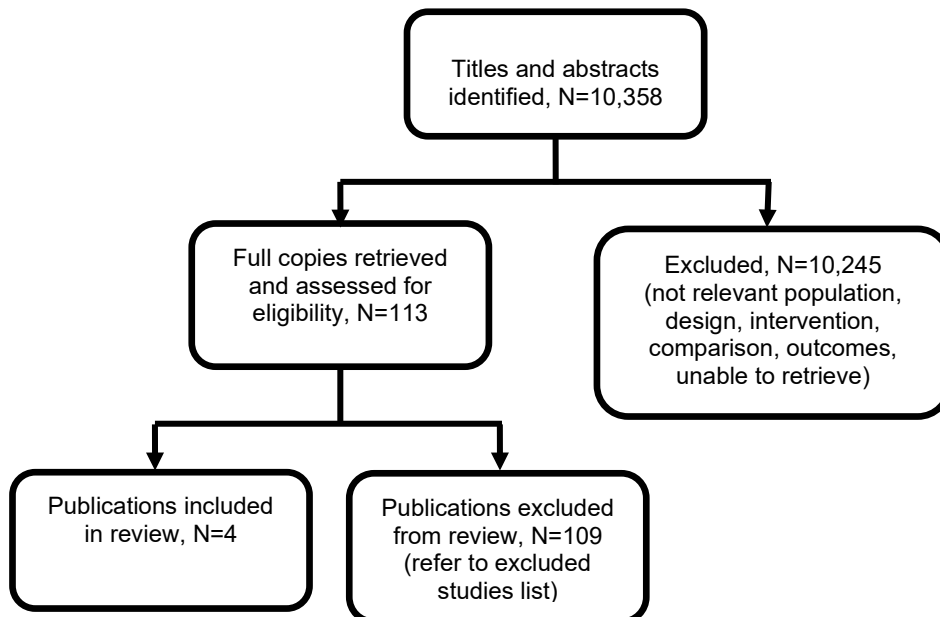 Titles and abstracts
identified, N=10,358
Full copies retrieved
and assessed for
eligibility, N=113
Excluded, N=10,245
(not relevant population,
design, intervention,
comparison, outcomes,
unable to retrieve)
Publications included
in review, N=4
Publications excluded
from review, N=109
(refer to excluded
studies list)